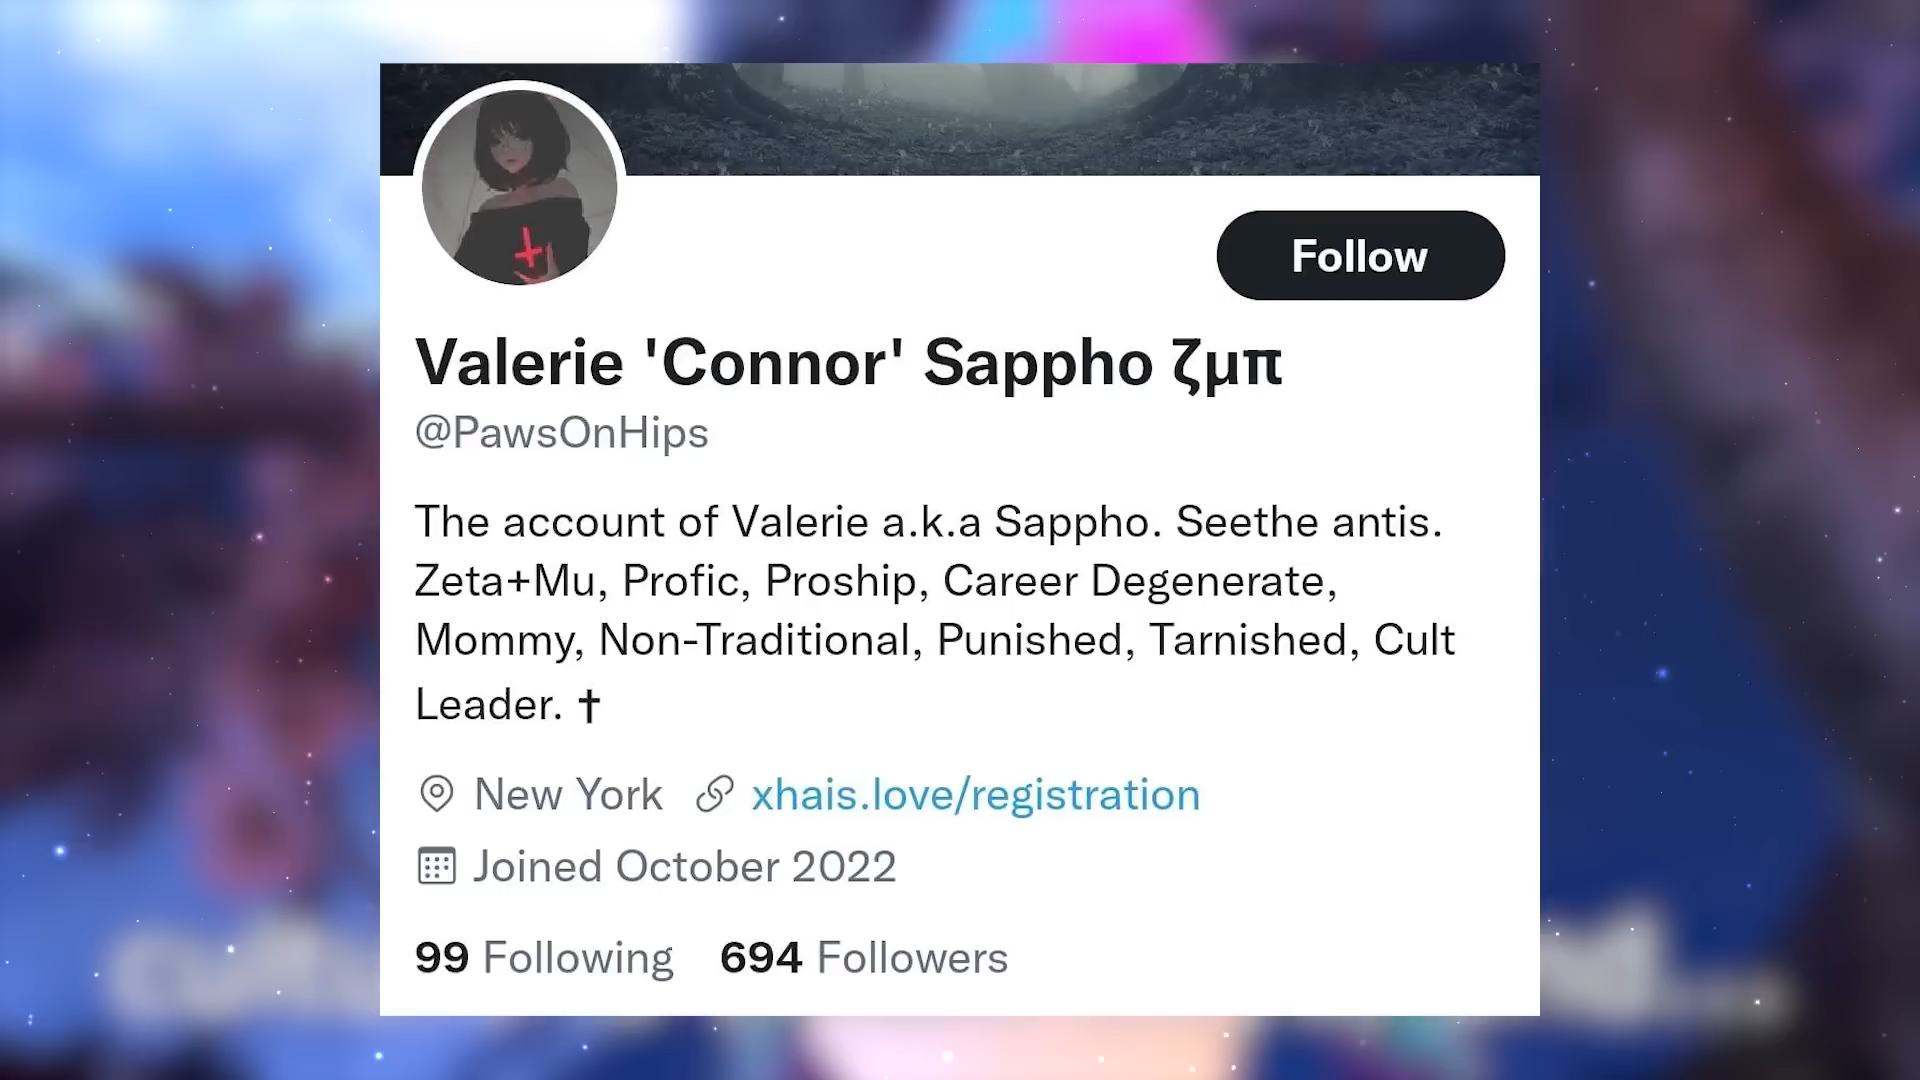 Follow
Valerie 'Connor' Sappho ζμπ
@PawsOnHips
The account of Valerie a.k.a Sappho. Seethe antis.
Zeta+Mu, Profic, Proship, Career Degenerate,
Mommy, Non-Traditional, Punished, Tarnished, Cult
Leader. ✝
New York xhais.love/registration
Joined October 2022
99 Following 694 Followers